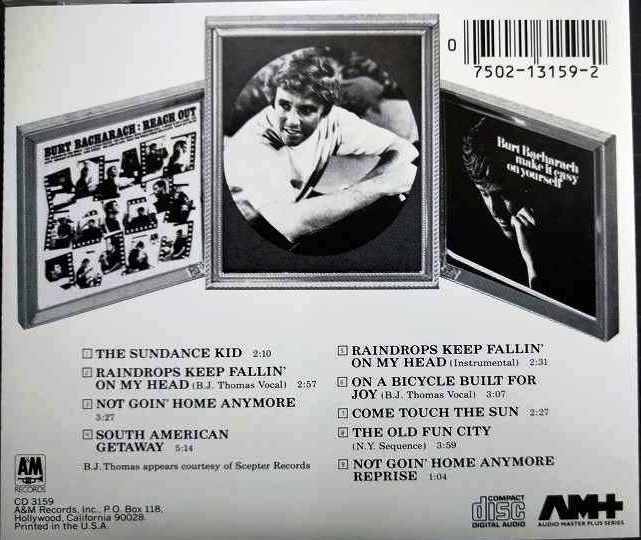 0
7502-13159-2
BURT BACHARACH: REACH OUT
Burt Bacharach
make it easy
on yourself
1 THE SUNDANCE KID 2:10
2 RAINDROPS KEEP FALLIN'
ON MY HEAD (B.J. Thomas Vocal) 2:57
3 NOT GOIN' HOME ANYMORE
3:27
4 SOUTH AMERICAN
GETAWAY 5:14
B.J. Thomas appears courtesy of Scepter Records
5 RAINDROPS KEEP FALLIN'
ON MY HEAD (Instrumental) 2:31
6 ON A BICYCLE BUILT FOR
JOY (B.J. Thomas Vocal) 3:07
7 COME TOUCH THE SUN 2:27
8 THE OLD FUN CITY
(N.Y. Sequence) 3:59
9 NOT GOIN' HOME ANYMORE
REPRISE 1:04
A&M
RECORDS
CD 3159
A&M Records, Inc., P.O. Box 118,
Hollywood, California 90028.
Printed in the U.S.A.
COMPACT
disc
DIGITAL AUDIO
AM+
AUDIO MASTER PLUS SERIES